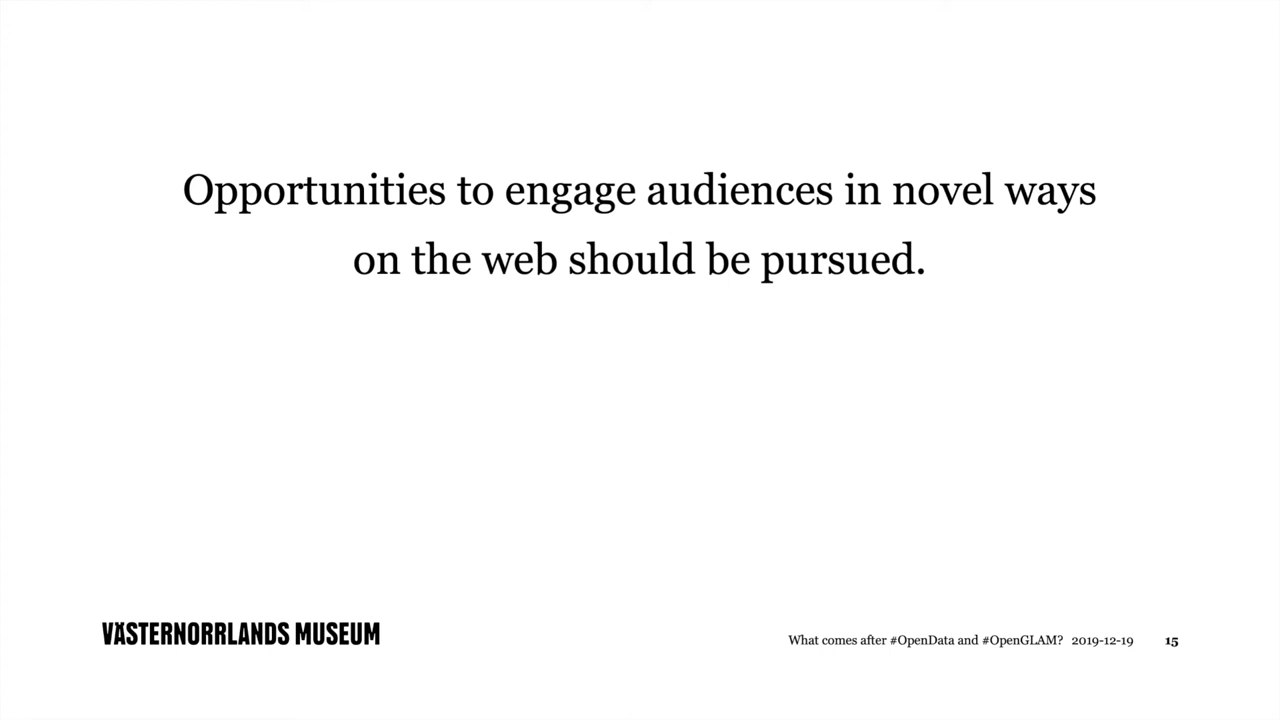 Opportunities to engage audiences in novel ways
on the web should be pursued.
VÄSTERNORRLANDS MUSEUM
What comes after #OpenData and #OpenGLAM? 2019-12-19 15